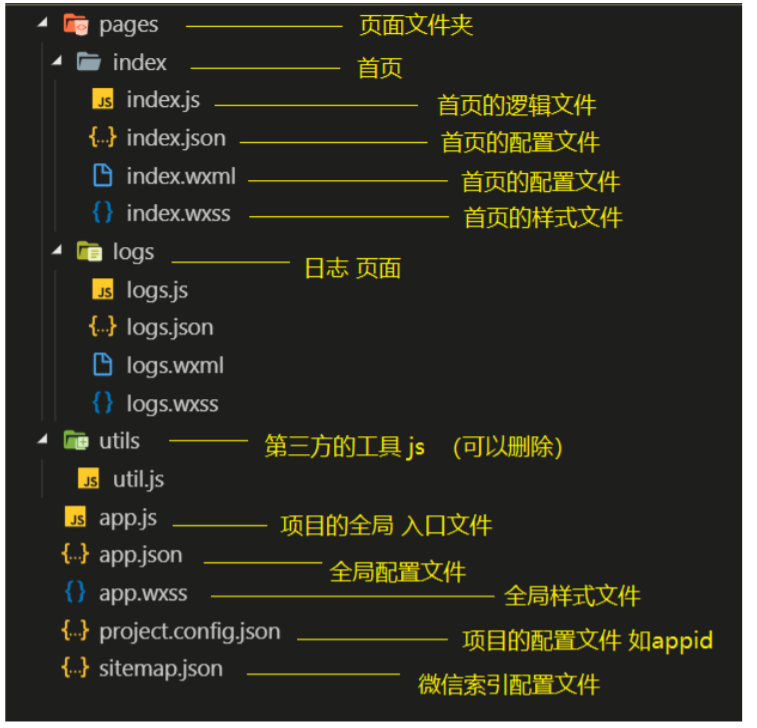 pages 页面文件夹
index 首页
JS index.js 首页的逻辑文件
{..} index.json 首页的配置文件
index.wxml 首页的配置文件
{} index.wxss 首页的样式文件
logs 日志 页面
JS logs.js
{..} logs.json
logs.wxml
{} logs.wxss
utils 第三方的工具 js (可以删除)
JS util.js
JS app.js 项目的全局 入口文件
{..} app.json 全局配置文件
{} app.wxss 全局样式文件
{..} project.config.json 项目的配置文件 如appid
{..} sitemap.json 微信索引配置文件